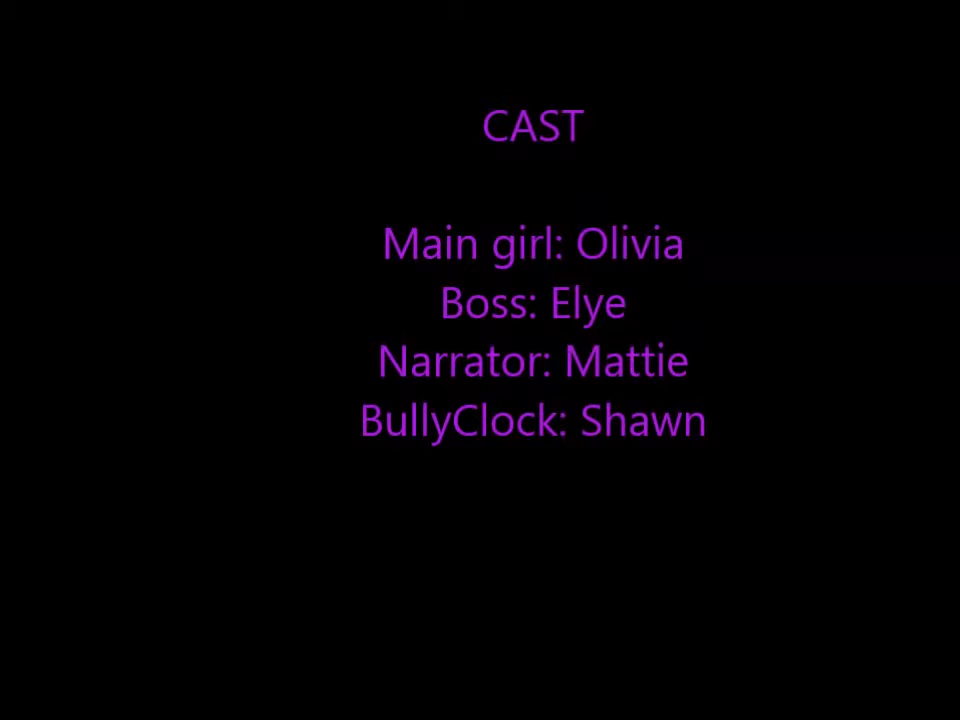 CAST
Main girl: Olivia
Boss: Elye
Narrator: Mattie
BullyClock: Shawn